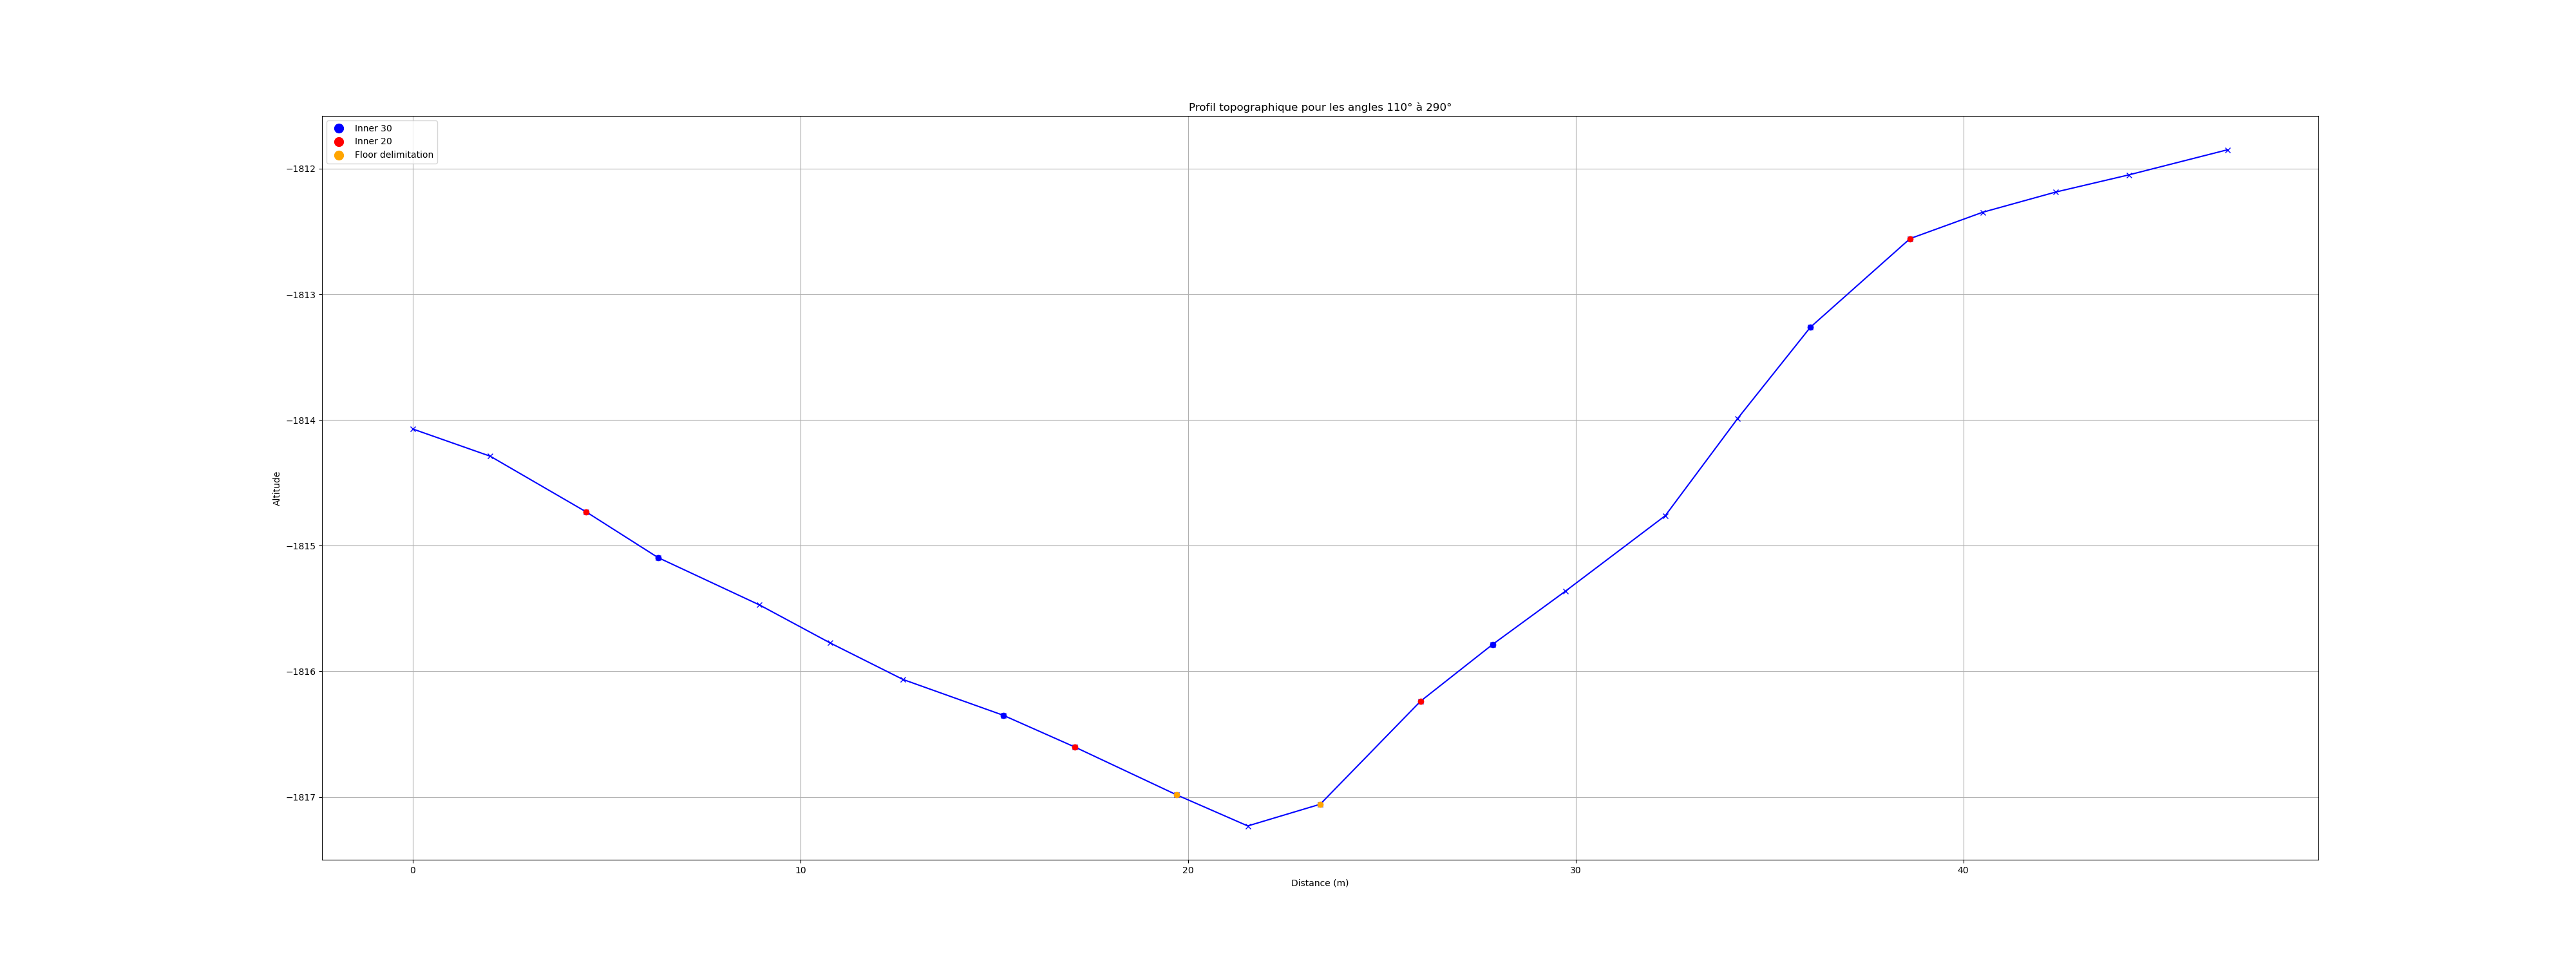 Profil topographique pour les angles 110° à 290°
Inner 30
Inner 20
Floor delimitation
−1812
−1813
−1814
−1815
−1816
−1817
Altitude
0 10 20 30 40
Distance (m)